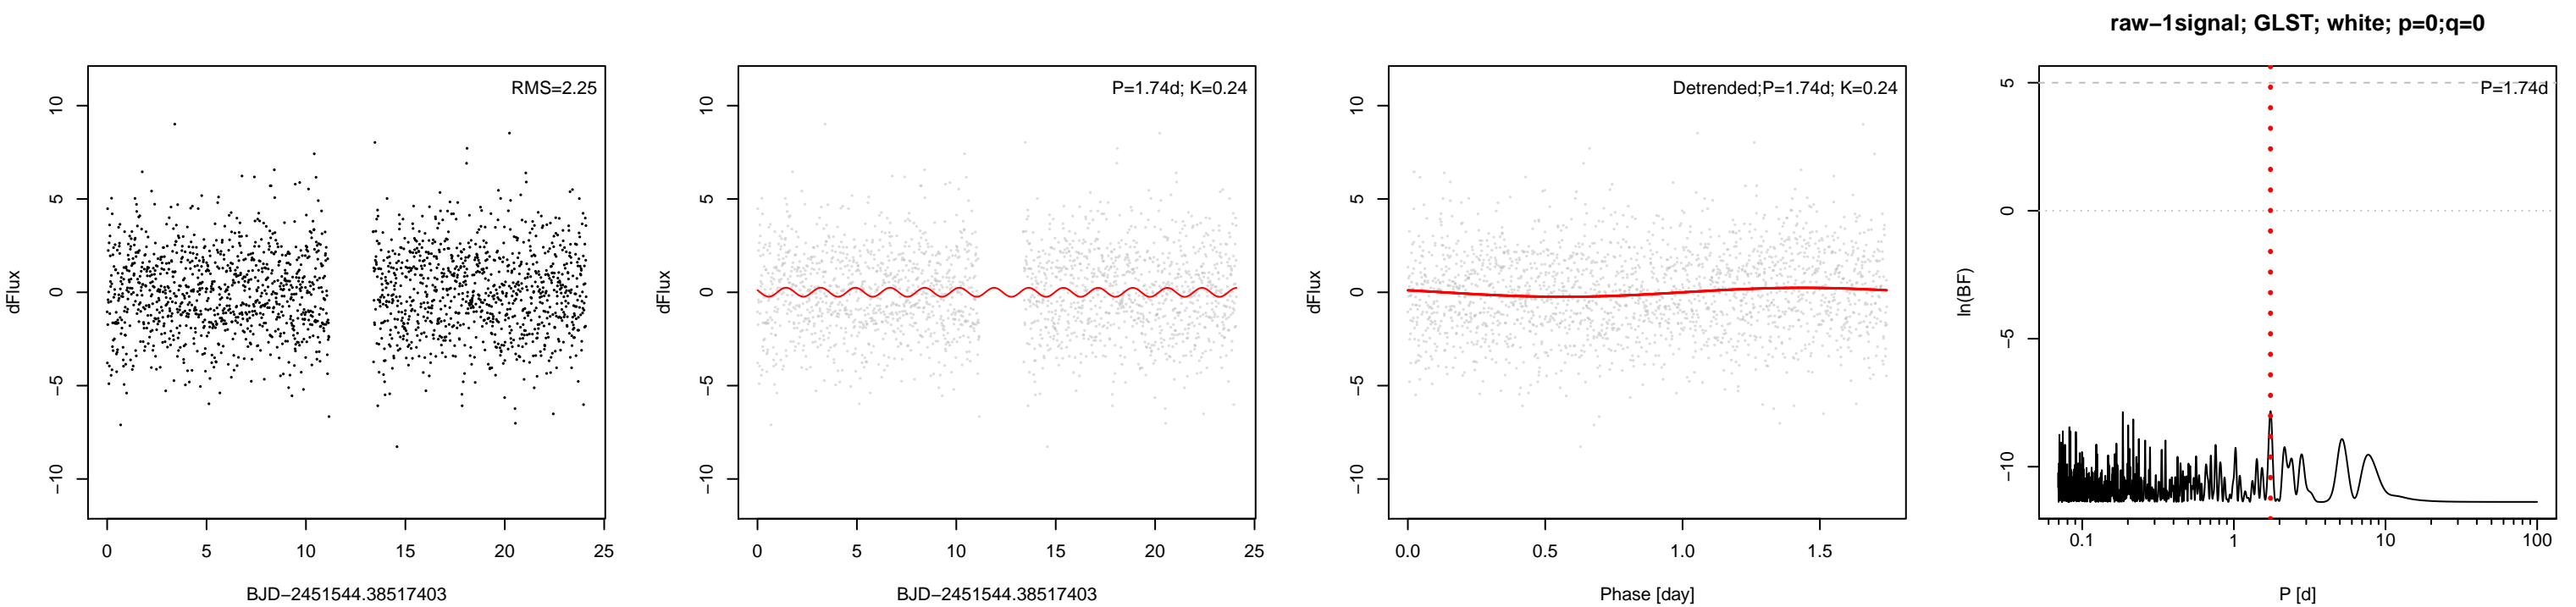 raw−1signal; GLST; white; p=0;q=0
RMS=2.25
10
5
0
−5
−10
dFlux
0 5 10 15 20 25
BJD−2451544.38517403
P=1.74d; K=0.24
10
5
0
−5
−10
dFlux
0 5 10 15 20 25
BJD−2451544.38517403
Detrended;P=1.74d; K=0.24
10
5
0
−5
−10
dFlux
0.0 0.5 1.0 1.5
Phase [day]
P=1.74d
5
0
−5
−10
ln(BF)
0.1 1 10 100
P [d]